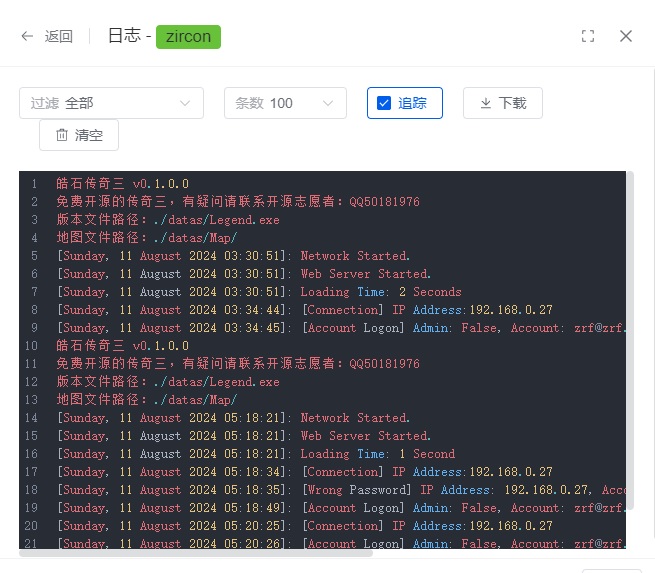 返回 日志 - zircon
过滤 全部 条数 100 追踪 下载
清空
1 皓石传奇三 v0.1.0.0
2 免费开源的传奇三，有疑问请联系开源志愿者：QQ50181976
3 版本文件路径：./datas/Legend.exe
4 地图文件路径：./datas/Map/
5 [Sunday, 11 August 2024 03:30:51]: Network Started.
6 [Sunday, 11 August 2024 03:30:51]: Web Server Started.
7 [Sunday, 11 August 2024 03:30:51]: Loading Time: 2 Seconds
8 [Sunday, 11 August 2024 03:34:44]: [Connection] IP Address:192.168.0.27
9 [Sunday, 11 August 2024 03:34:45]: [Account Logon] Admin: False, Account: zrf@zrf.
10 皓石传奇三 v0.1.0.0
11 免费开源的传奇三，有疑问请联系开源志愿者：QQ50181976
12 版本文件路径：./datas/Legend.exe
13 地图文件路径：./datas/Map/
14 [Sunday, 11 August 2024 05:18:21]: Network Started.
15 [Sunday, 11 August 2024 05:18:21]: Web Server Started.
16 [Sunday, 11 August 2024 05:18:21]: Loading Time: 1 Second
17 [Sunday, 11 August 2024 05:18:34]: [Connection] IP Address:192.168.0.27
18 [Sunday, 11 August 2024 05:18:35]: [Wrong Password] IP Address: 192.168.0.27, Acc
19 [Sunday, 11 August 2024 05:18:49]: [Account Logon] Admin: False, Account: zrf@zrf.
20 [Sunday, 11 August 2024 05:20:25]: [Connection] IP Address:192.168.0.27
21 [Sunday, 11 August 2024 05:20:26]: [Account Logon] Admin: False, Account: zrf@zrf.